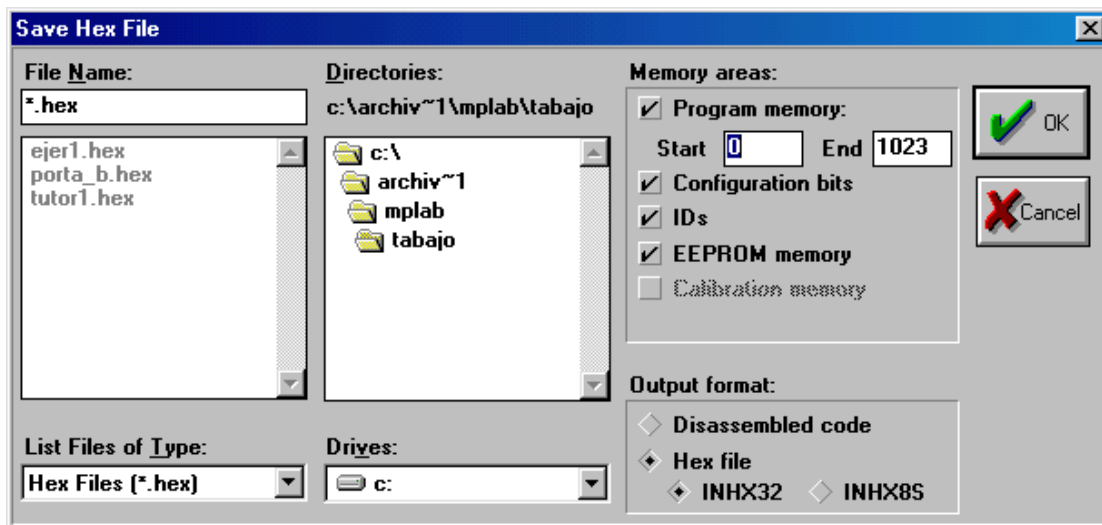 Save Hex File
File Name:
*.hex
ejer1.hex
porta_b.hex
tutor1.hex
List Files of Type:
Hex Files (*.hex)
Directories:
c:\archiv~1\mplab\tabajo
c:\
archiv~1
mplab
tabajo
Drives:
c:
Memory areas:
Program memory:
Start 0 End 1023
Configuration bits
IDs
EEPROM memory
Calibration memory
Output format:
Disassembled code
Hex file
INHX32 INHX8S
OK
Cancel